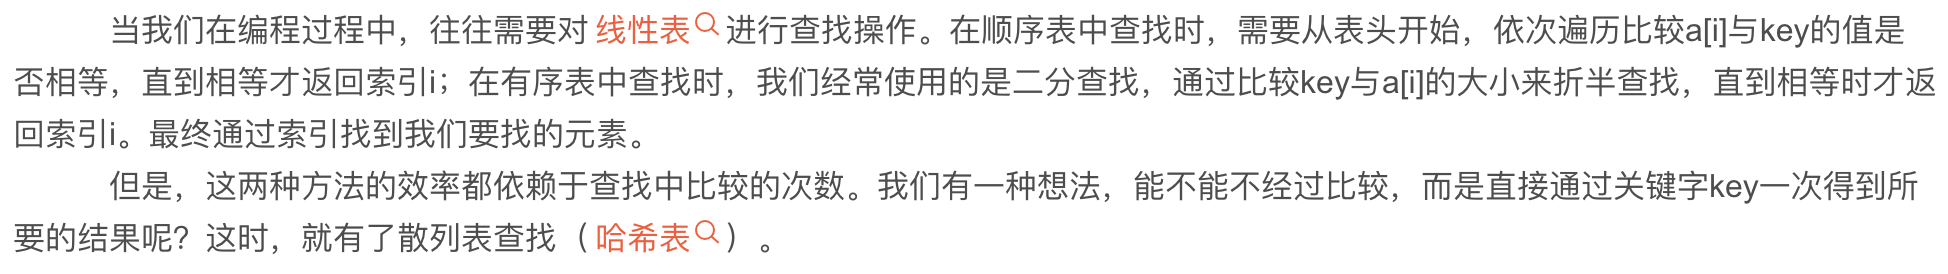 当我们在编程过程中，往往需要对线性表进行查找操作。在顺序表中查找时，需要从表头开始，依次遍历比较a[i]与key的值是
否相等，直到相等才返回索引i；在有序表中查找时，我们经常使用的是二分查找，通过比较key与a[i]的大小来折半查找，直到相等时才返
回索引i。最终通过索引找到我们要找的元素。
但是，这两种方法的效率都依赖于查找中比较的次数。我们有一种想法，能不能不经过比较，而是直接通过关键字key一次得到所
要的结果呢？这时，就有了散列表查找（哈希表）。